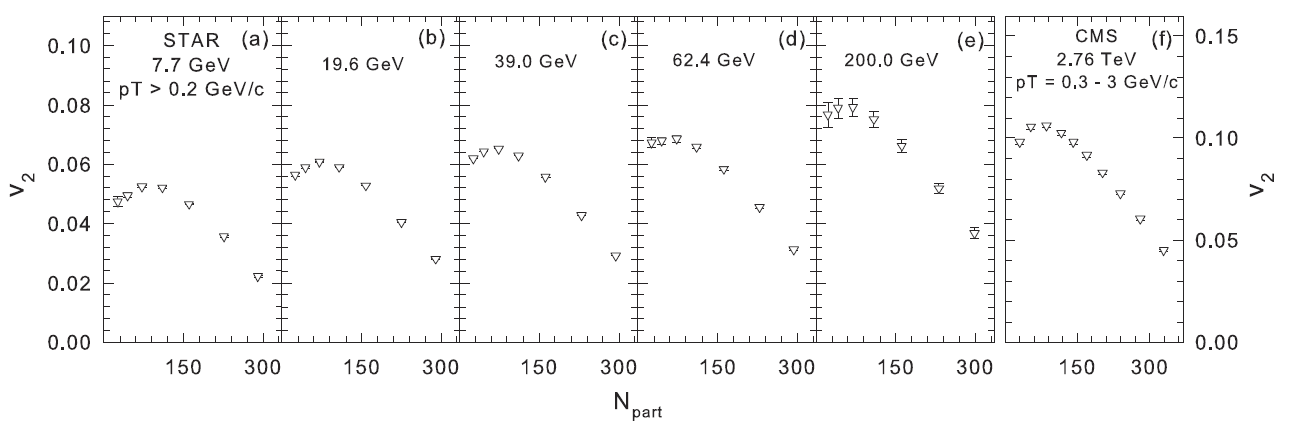 STAR (a)
7.7 GeV
pT > 0.2 GeV/c
(b)
19.6 GeV
(c)
39.0 GeV
(d)
62.4 GeV
(e)
200.0 GeV
CMS (f)
2.76 TeV
pT = 0.3 - 3 GeV/c
0.10
0.08
0.06
0.04
0.02
0.00
v2
0.15
0.10
0.05
0.00
v2
150 300 150 300 150 300 150 300 150 300 150 300
Npart